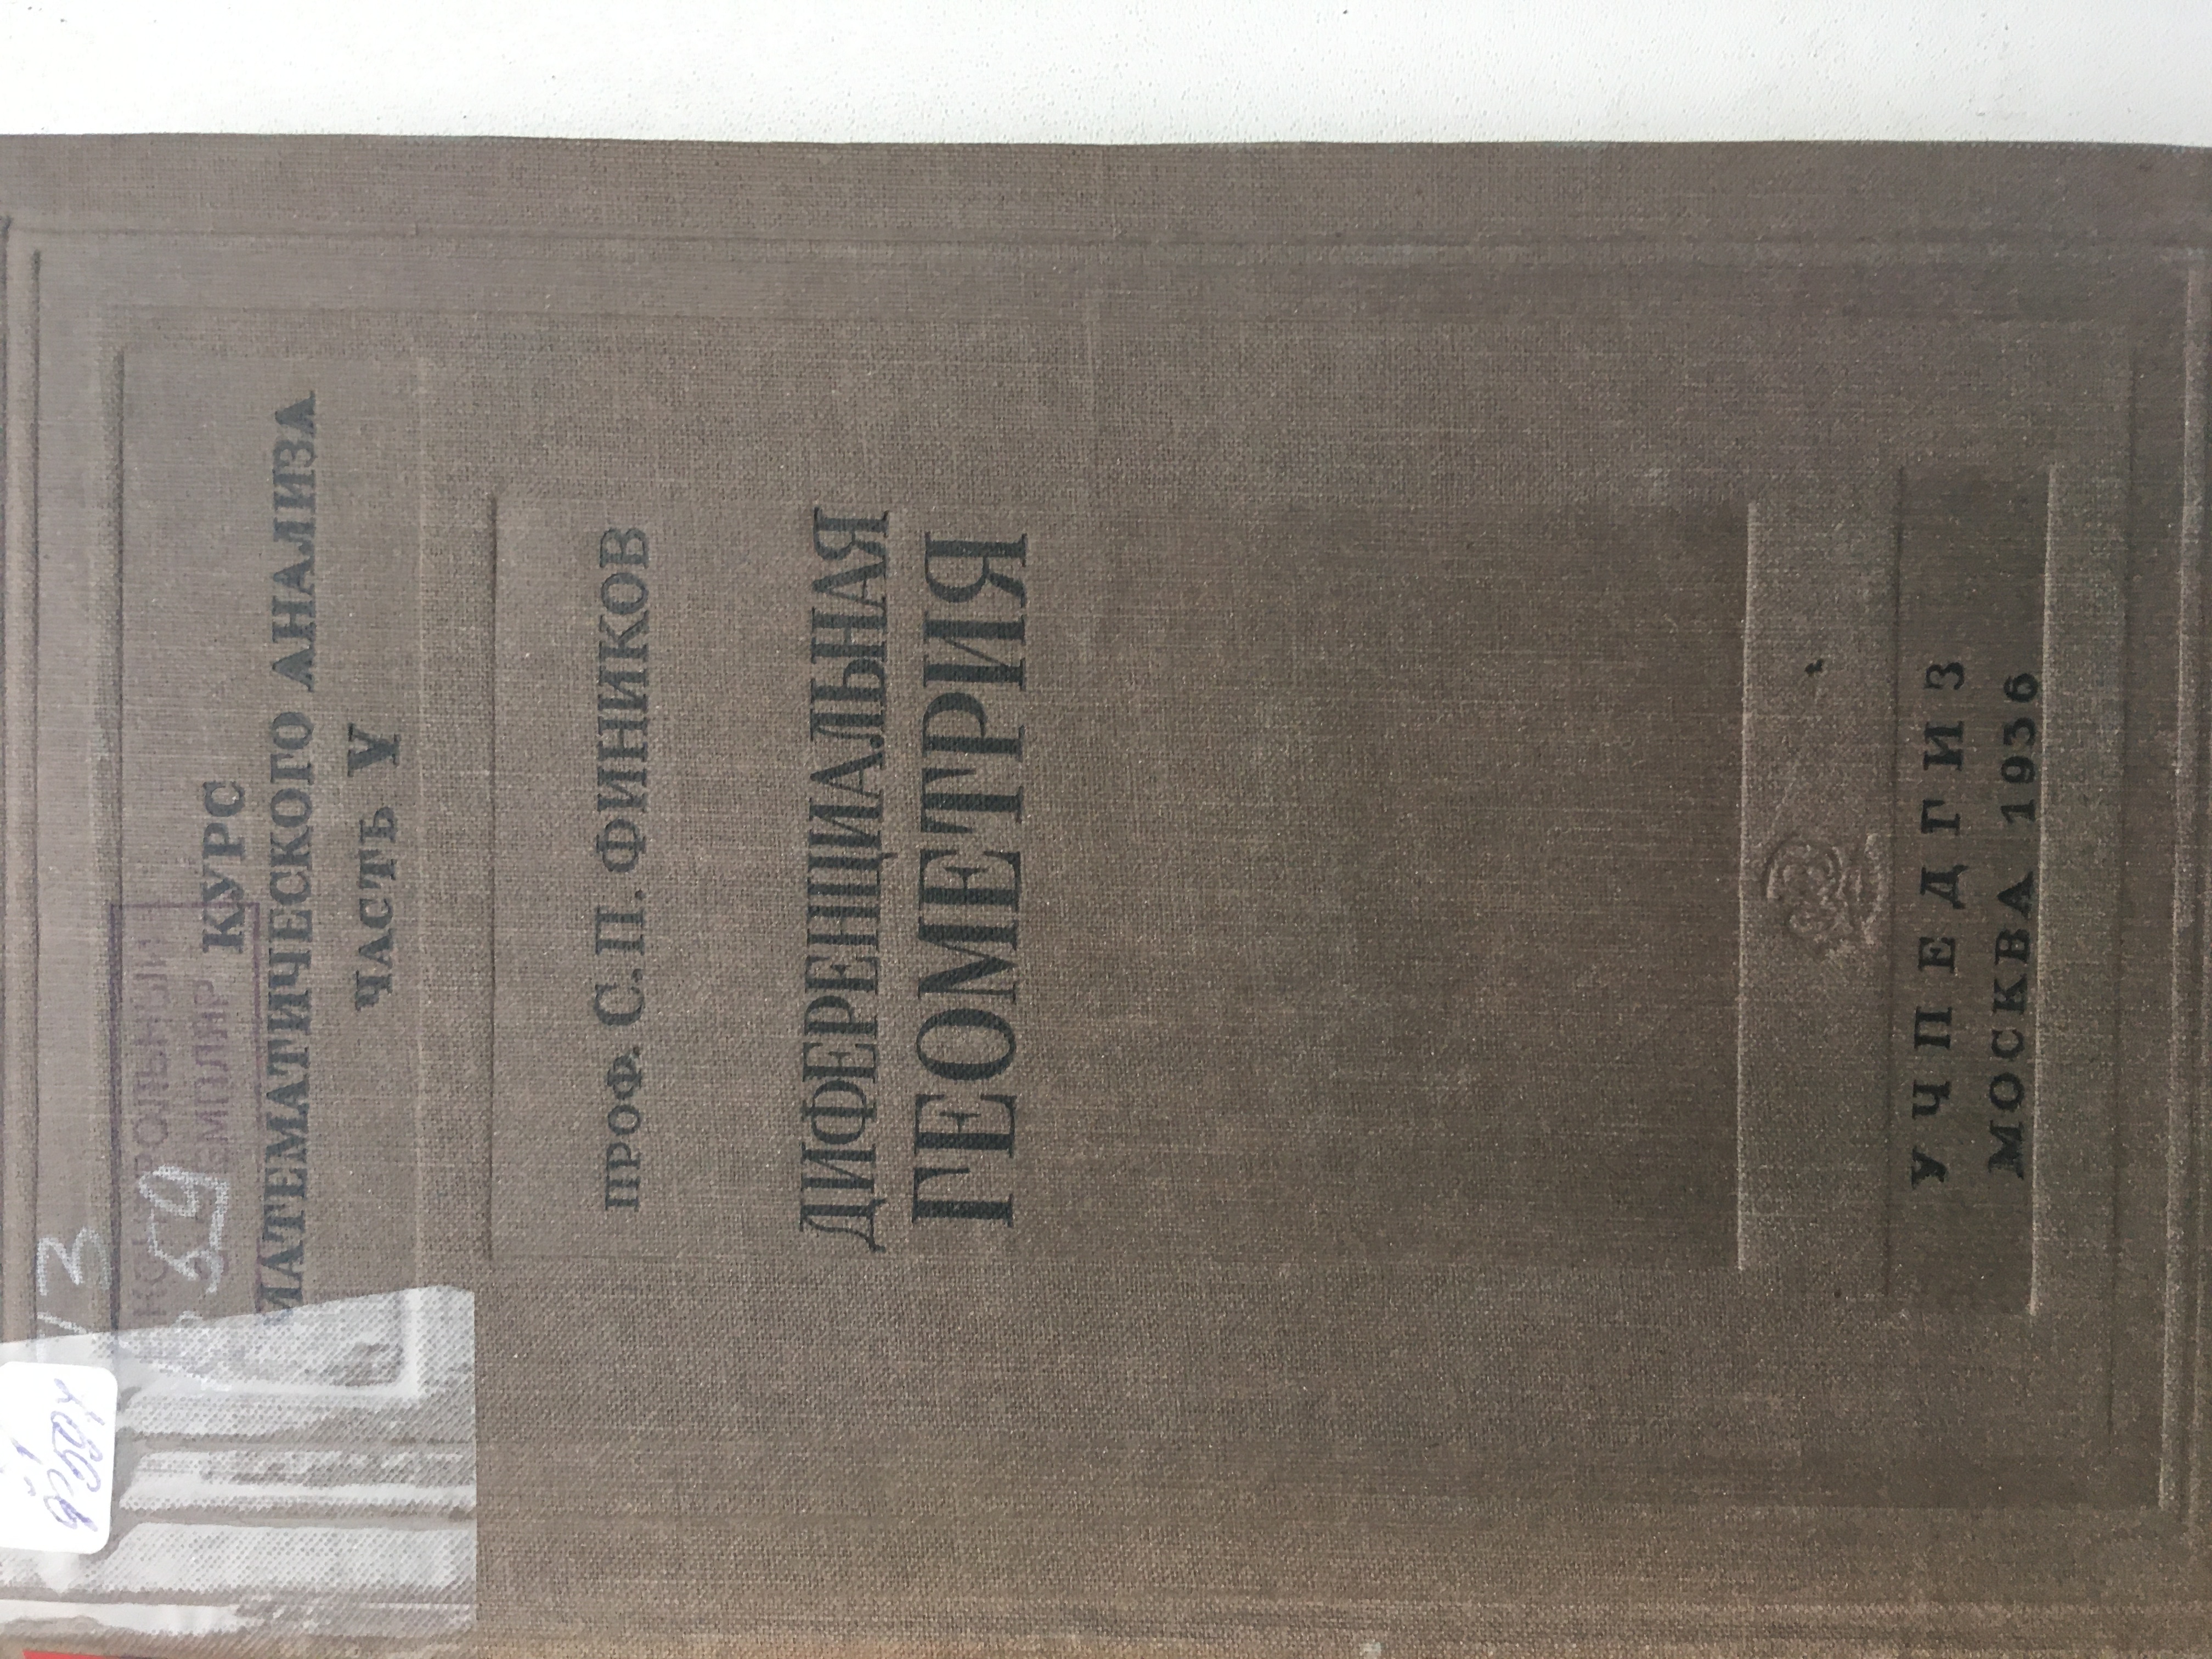 КУРС
МАТЕМАТИЧЕСКОГО АНАЛИЗА
ЧАСТЬ V
ПРОФ. С. П. ФИНИКОВ
ДИФЕРЕНЦИАЛЬНАЯ
ГЕОМЕТРИЯ
УЧПЕДГИЗ
МОСКВА 1936